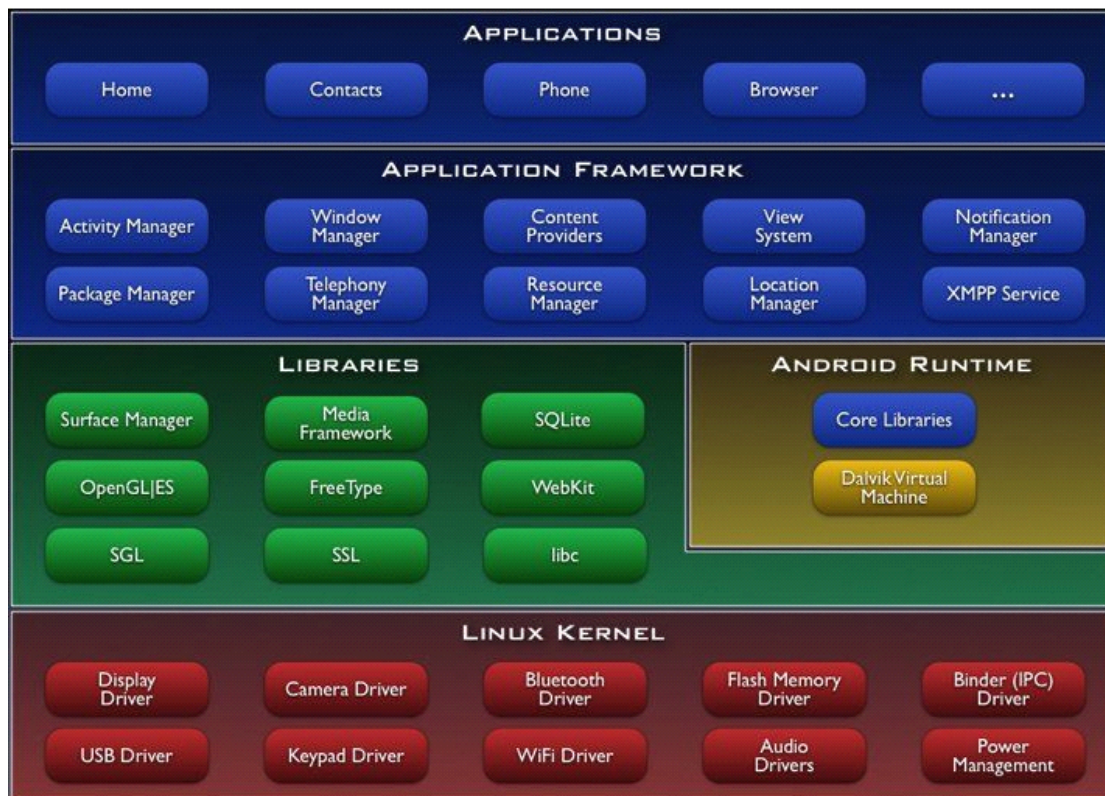 APPLICATIONS
Home
Contacts
Phone
Browser
...
APPLICATION FRAMEWORK
Activity Manager
Window
Manager
Content
Providers
View
System
Notification
Manager
Package Manager
Telephony
Manager
Resource
Manager
Location
Manager
XMPP Service
LIBRARIES
Surface Manager
Media
Framework
SQLite
OpenGL|ES
FreeType
WebKit
SGL
SSL
libc
ANDROID RUNTIME
Core Libraries
Dalvik Virtual
Machine
LINUX KERNEL
Display
Driver
Camera Driver
Bluetooth
Driver
Flash Memory
Driver
Binder (IPC)
Driver
USB Driver
Keypad Driver
WiFi Driver
Audio
Drivers
Power
Management